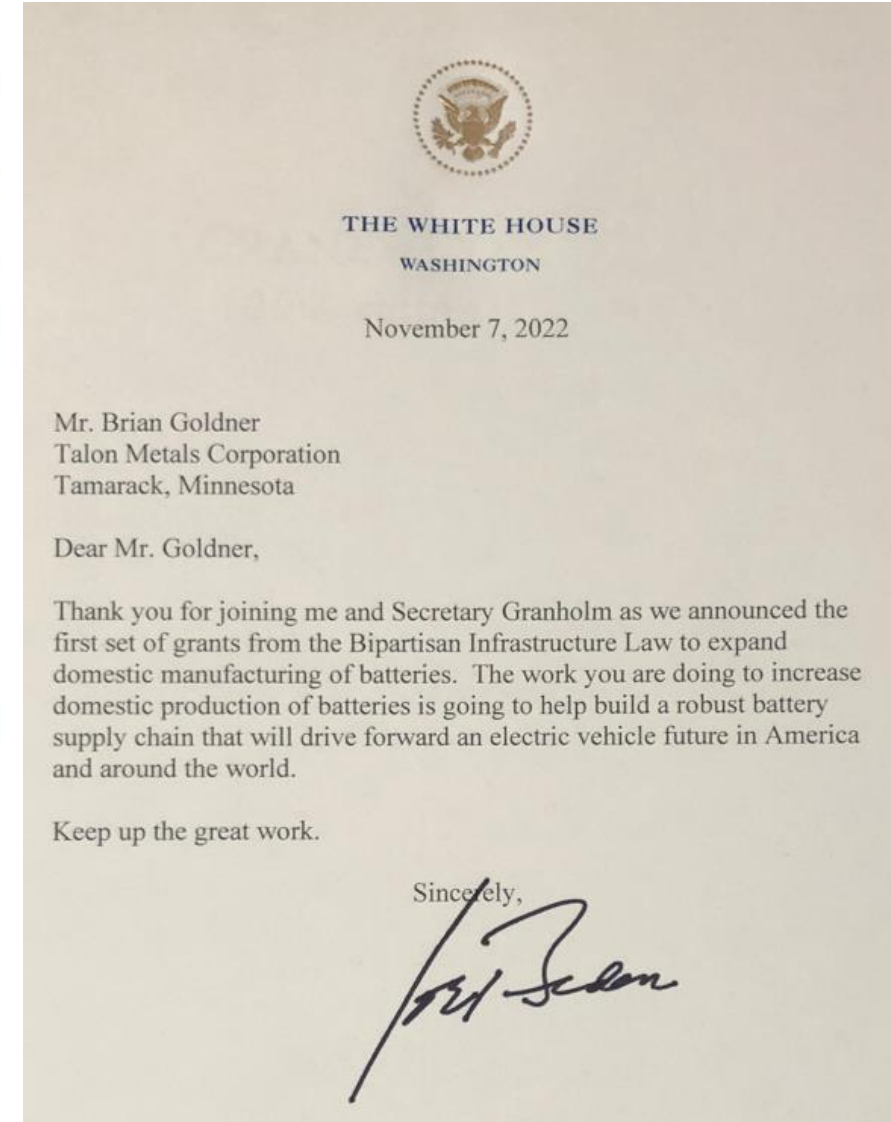 THE WHITE HOUSE
WASHINGTON
November 7, 2022
Mr. Brian Goldner
Talon Metals Corporation
Tamarack, Minnesota
Dear Mr. Goldner,
Thank you for joining me and Secretary Granholm as we announced the
first set of grants from the Bipartisan Infrastructure Law to expand
domestic manufacturing of batteries.  The work you are doing to increase
domestic production of batteries is going to help build a robust battery
supply chain that will drive forward an electric vehicle future in America
and around the world.
Keep up the great work.
Sincerely,